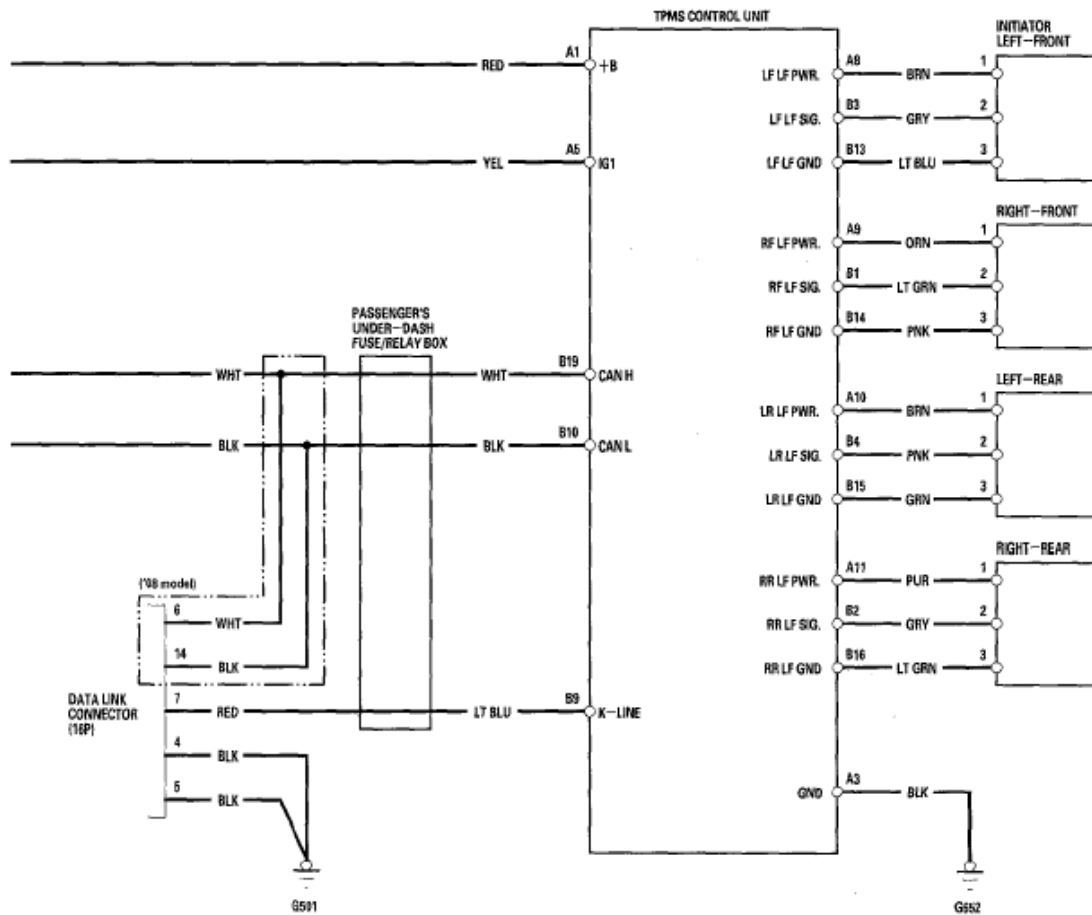 TPMS CONTROL UNIT
INITIATOR
LEFT-FRONT
RED
A1
+B
YEL
A5
IG1
PASSENGER'S
UNDER-DASH
FUSE/RELAY BOX
WHT
WHT
B19
CAN H
BLK
BLK
B10
CAN L
('08 model)
6
WHT
14
BLK
DATA LINK
CONNECTOR
(16P)
7
RED
LT BLU
B9
K-LINE
4
BLK
5
BLK
G501
LF LF PWR.
A8
BRN
1
LF LF SIG.
B3
GRY
2
LF LF GND
B13
LT BLU
3
RIGHT-FRONT
RF LF PWR.
A9
ORN
1
RF LF SIG.
B1
LT GRN
2
RF LF GND
B14
PNK
3
LEFT-REAR
LR LF PWR.
A10
BRN
1
LR LF SIG.
B4
PNK
2
LR LF GND
B15
GRN
3
RIGHT-REAR
RR LF PWR.
A11
PUR
1
RR LF SIG.
B2
GRY
2
RR LF GND
B16
LT GRN
3
GND
A3
BLK
G652